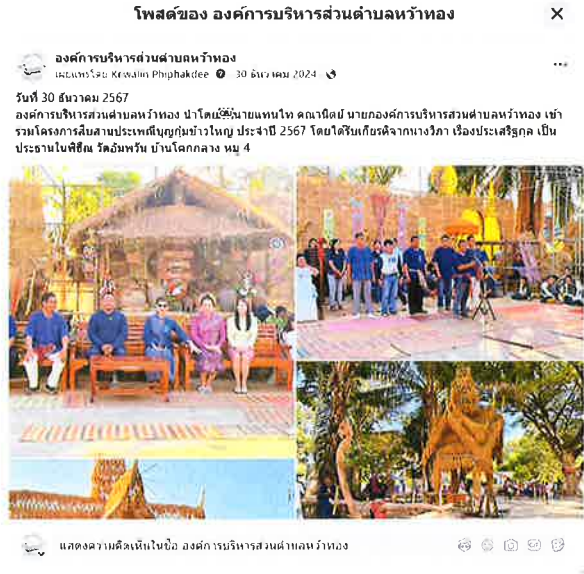 โพสต์ของ องค์การบริหารส่วนตำบลหว้าทอง
องค์การบริหารส่วนตำบลหว้าทอง
เผยแพร่โดย Kewalin Phiphakdee · 30 ธันวาคม 2024
วันที่ 30 ธันวาคม 2567
องค์การบริหารส่วนตำบลหว้าทอง นำโดย นายแทนไท คณานิตย์ นายกองค์การบริหารส่วนตำบลหว้าทอง เข้า
ร่วมโครงการสืบสานประเพณีบุญกุ้มข้าวใหญ่ ประจำปี 2567 โดยได้รับเกียรติจากนางวิภา เรืองประเสริฐกุล เป็น
ประธานในพิธีณ วัดอัมพวัน บ้านโคกกลาง หมู่ 4
แสดงความคิดเห็นในชื่อ องค์การบริหารส่วนตำบลหว้าทอง